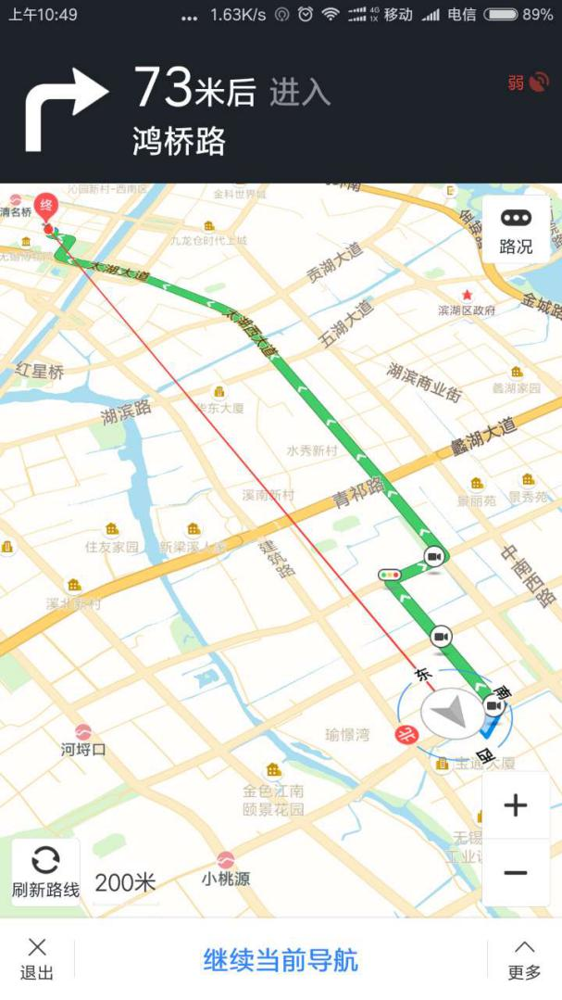 上午10:49 ... 1.63K/s 4G 1X 移动 电信 89%
73米后 进入
鸿桥路
弱
沁园新村-西南区
终
清名桥
金科世界城
路况
九龙仓时代上城
太湖大道
贡湖大道
滨湖区政府
金城路
太湖西大道
五湖大道
红星桥
湖滨商业街
蠡湖家园
湖滨路
华东大厦
水秀新村
蠡湖大道
溪南新村
青祁路
景丽苑
景秀苑
住友家园
新梁溪人家
建筑路
中南西路
溪北新村
东
南
北
西
瑜憬湾
河埒口
宝通大厦
金色江南
颐景花园
小桃源
刷新路线
200米
退出
继续当前导航
更多